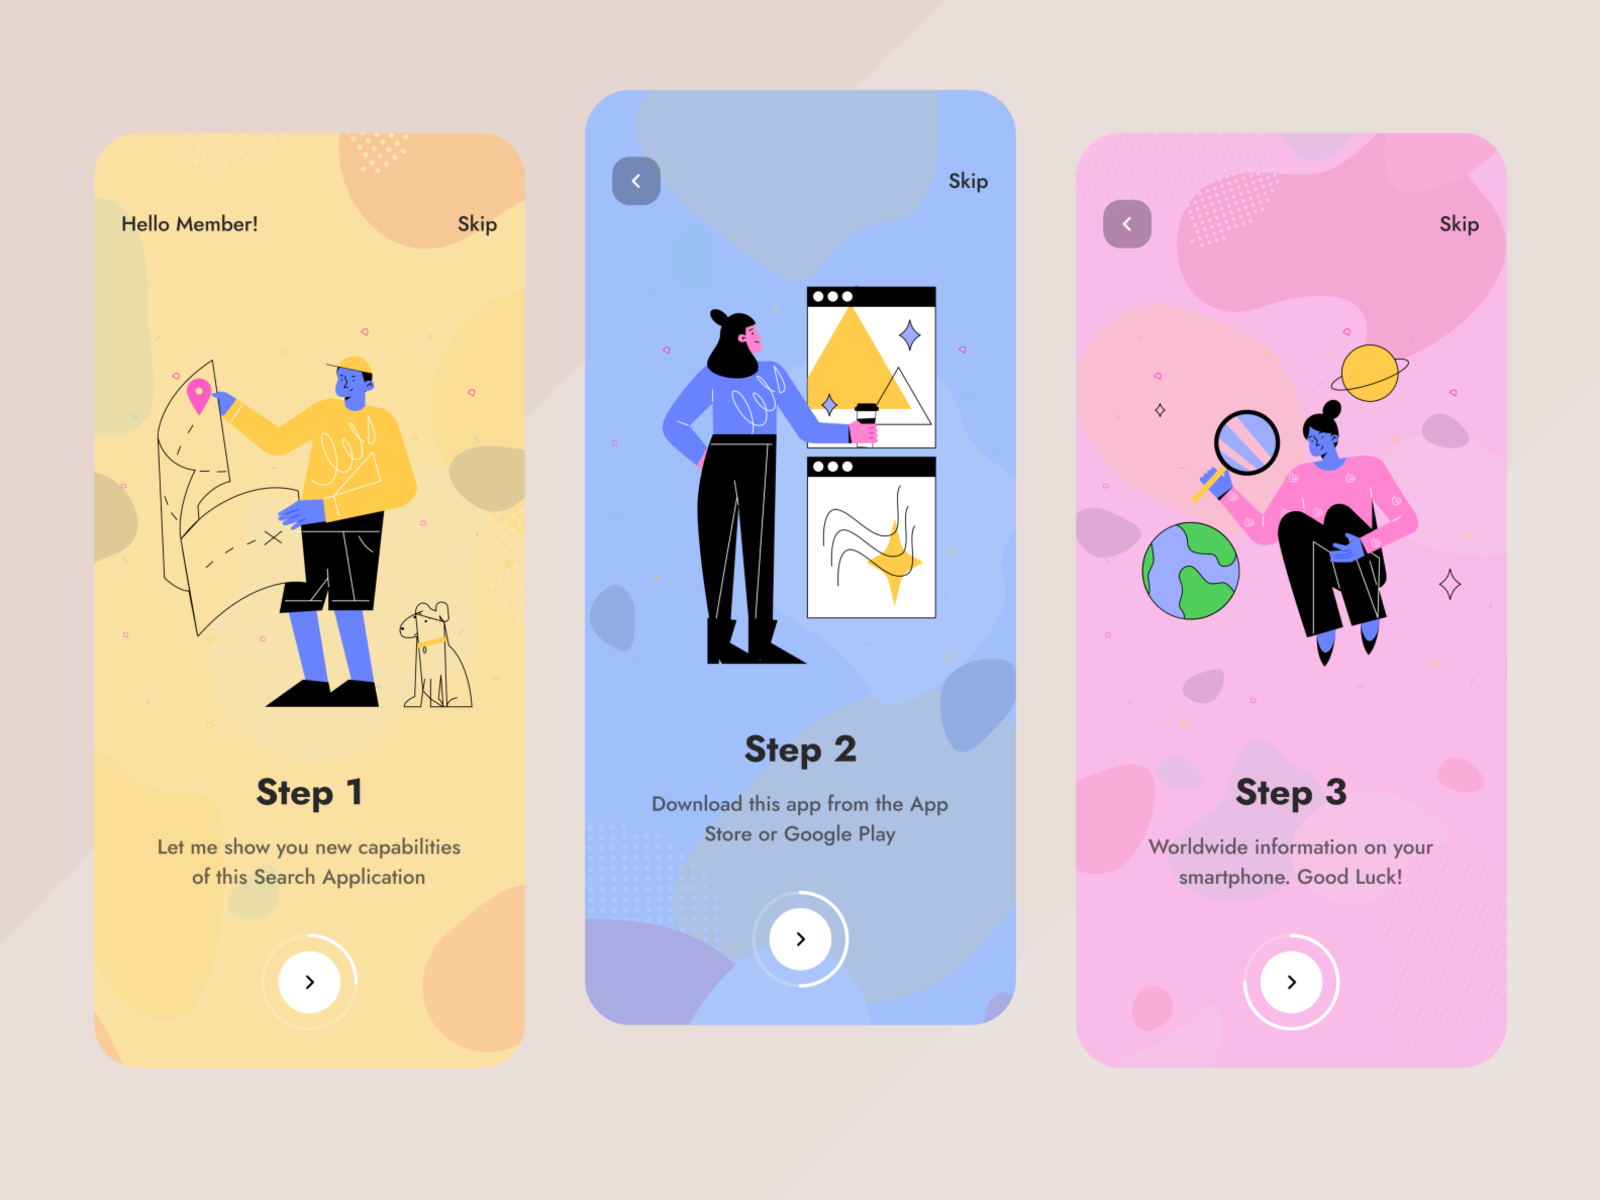 Hello Member!
Skip
Step 1
Let me show you new capabilities
of this Search Application
Skip
Step 2
Download this app from the App
Store or Google Play
Skip
Step 3
Worldwide information on your
smartphone. Good Luck!